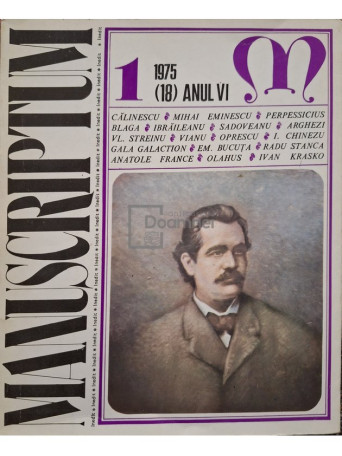 MANUSCRIPTUM
1
1975
(18) ANUL VI
M
CĂLINESCU MIHAI EMINESCU PERPESSICIUS
BLAGA IBRĂILEANU SADOVEANU ARGHEZI
VL. STREINU VIANU OPRESCU I. CHINEZU
GALA GALACTION EM. BUCUȚA RADU STANCA
ANATOLE FRANCE OLAHUS IVAN KRASKO